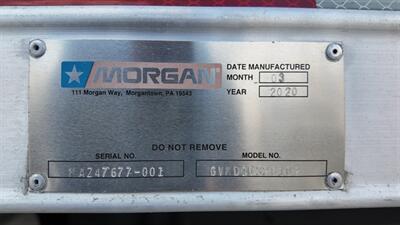 MORGAN
DATE MANUFACTURED
MONTH 03
111 Morgan Way, Morgantown, PA 19543
YEAR 2020
DO NOT REMOVE
SERIAL NO.
MODEL NO.